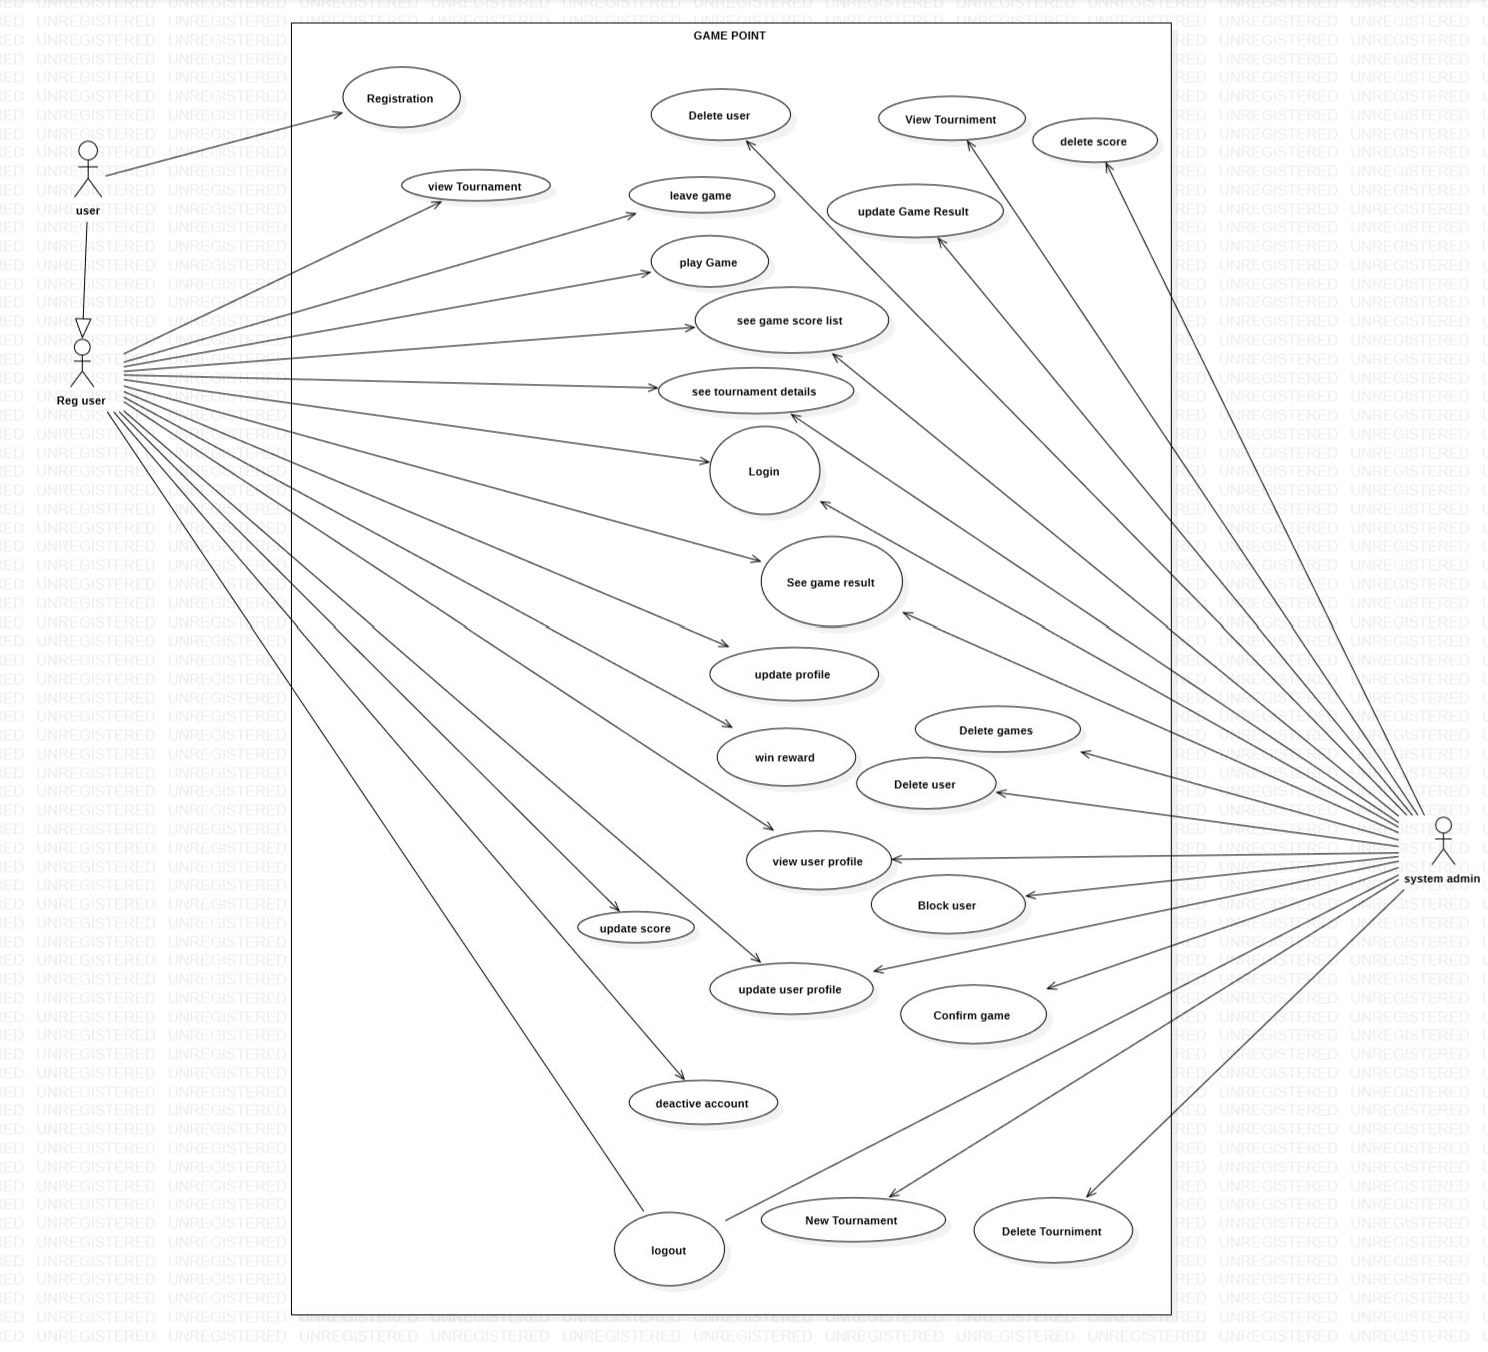 GAME POINT
Registration
Delete user
View Tourniment
delete score
view Tournament
leave game
user
update Game Result
play Game
see game score list
see tournament details
Reg user
Login
See game result
update profile
Delete games
win reward
Delete user
view user profile
system admin
Block user
update score
update user profile
Confirm game
deactive account
New Tournament
Delete Tourniment
logout
UNREGISTERED